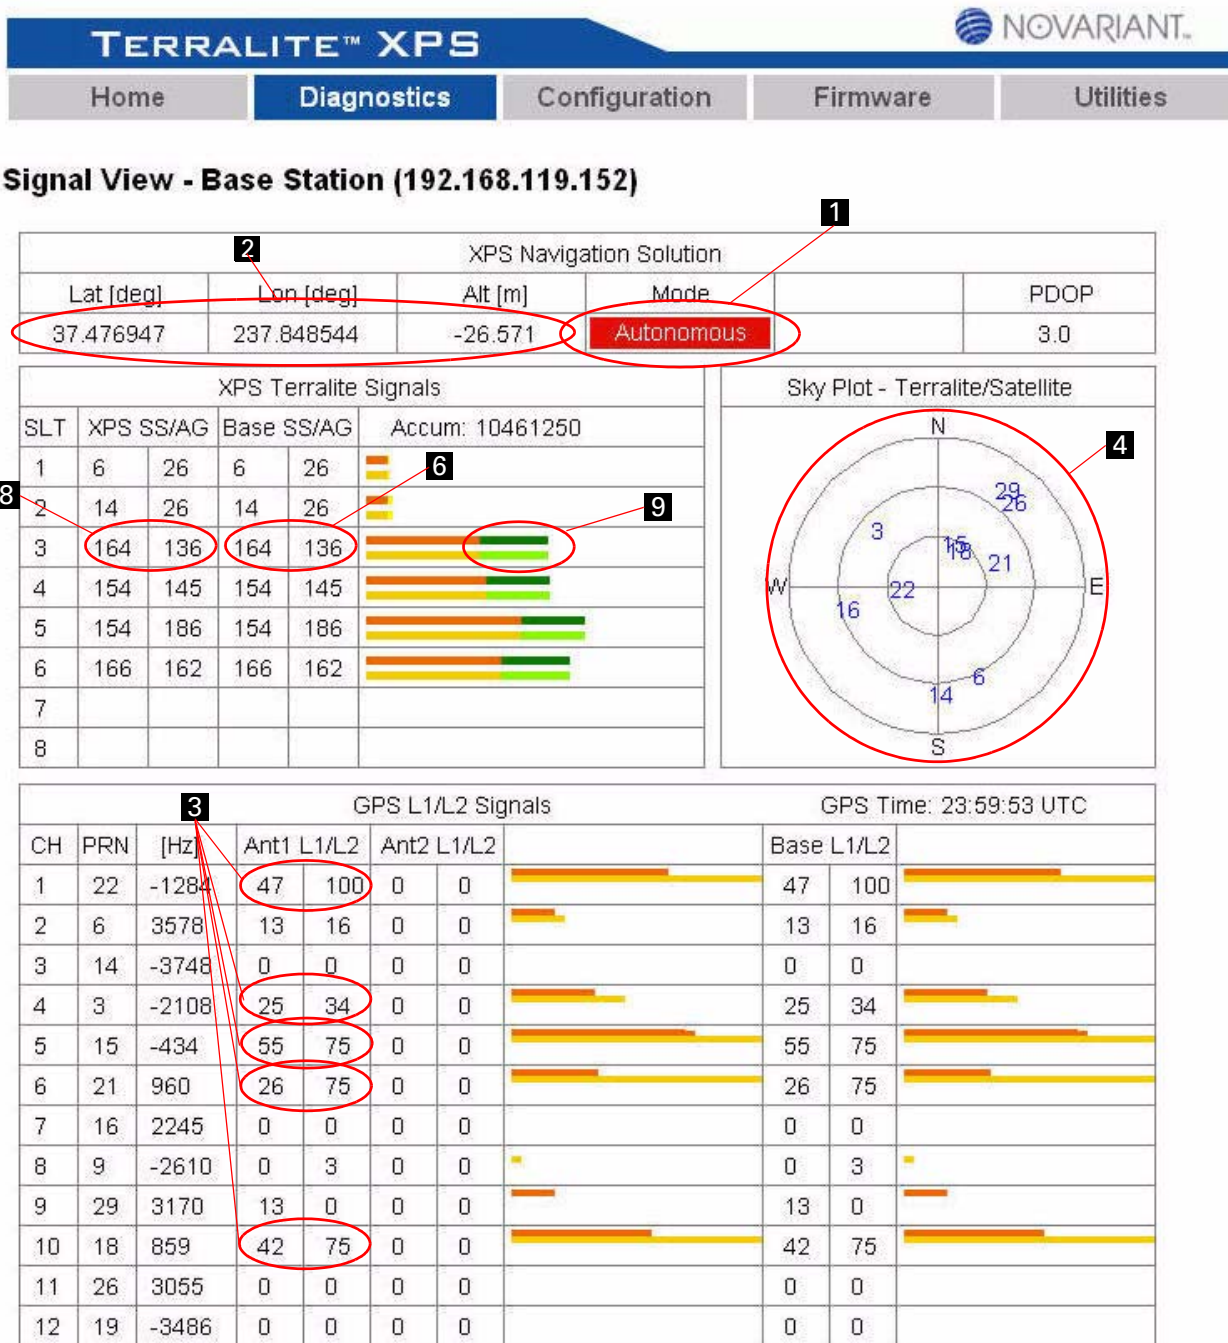 TERRALITE™ XPS
NOVARIANT™
Home Diagnostics Configuration Firmware Utilities
Signal View - Base Station (192.168.119.152)
1
2
XPS Navigation Solution
Lat [deg] Lon [deg] Alt [m] Mode PDOP
37.476947 237.848544 -26.571 Autonomous 3.0
XPS Terralite Signals
SLT XPS SS/AG Base SS/AG Accum: 10461250
1 6 26 6 26
2 14 26 14 26
3 164 136 164 136
4 154 145 154 145
5 154 186 154 186
6 166 162 166 162
7
8
6
8
9
Sky Plot - Terralite/Satellite
4
N
29
26
3
15
18
21
W
22
E
16
6
14
S
3
GPS L1/L2 Signals GPS Time: 23:59:53 UTC
CH PRN [Hz] Ant1 L1/L2 Ant2 L1/L2 Base L1/L2
1 22 -1284 47 100 0 0 47 100
2 6 3578 13 16 0 0 13 16
3 14 -3748 0 0 0 0 0 0
4 3 -2108 25 34 0 0 25 34
5 15 -434 55 75 0 0 55 75
6 21 960 26 75 0 0 26 75
7 16 2245 0 0 0 0 0 0
8 9 -2610 0 3 0 0 0 3
9 29 3170 13 0 0 0 13 0
10 18 859 42 75 0 0 42 75
11 26 3055 0 0 0 0 0 0
12 19 -3486 0 0 0 0 0 0